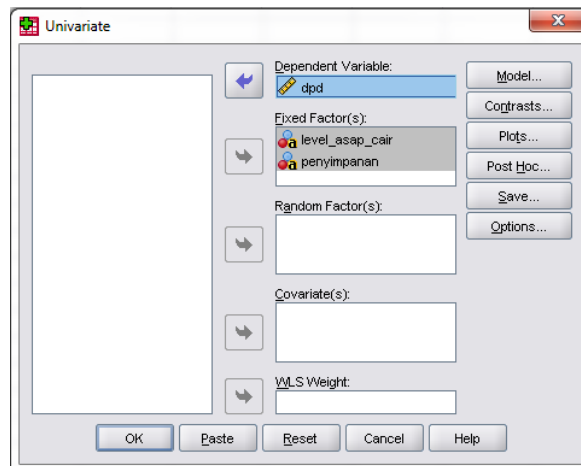 Univariate
Dependent Variable:
dpd
Fixed Factor(s):
level_asap_cair
penyimpanan
Random Factor(s):
Covariate(s):
WLS Weight:
Model...
Contrasts...
Plots...
Post Hoc...
Save...
Options...
OK
Paste
Reset
Cancel
Help